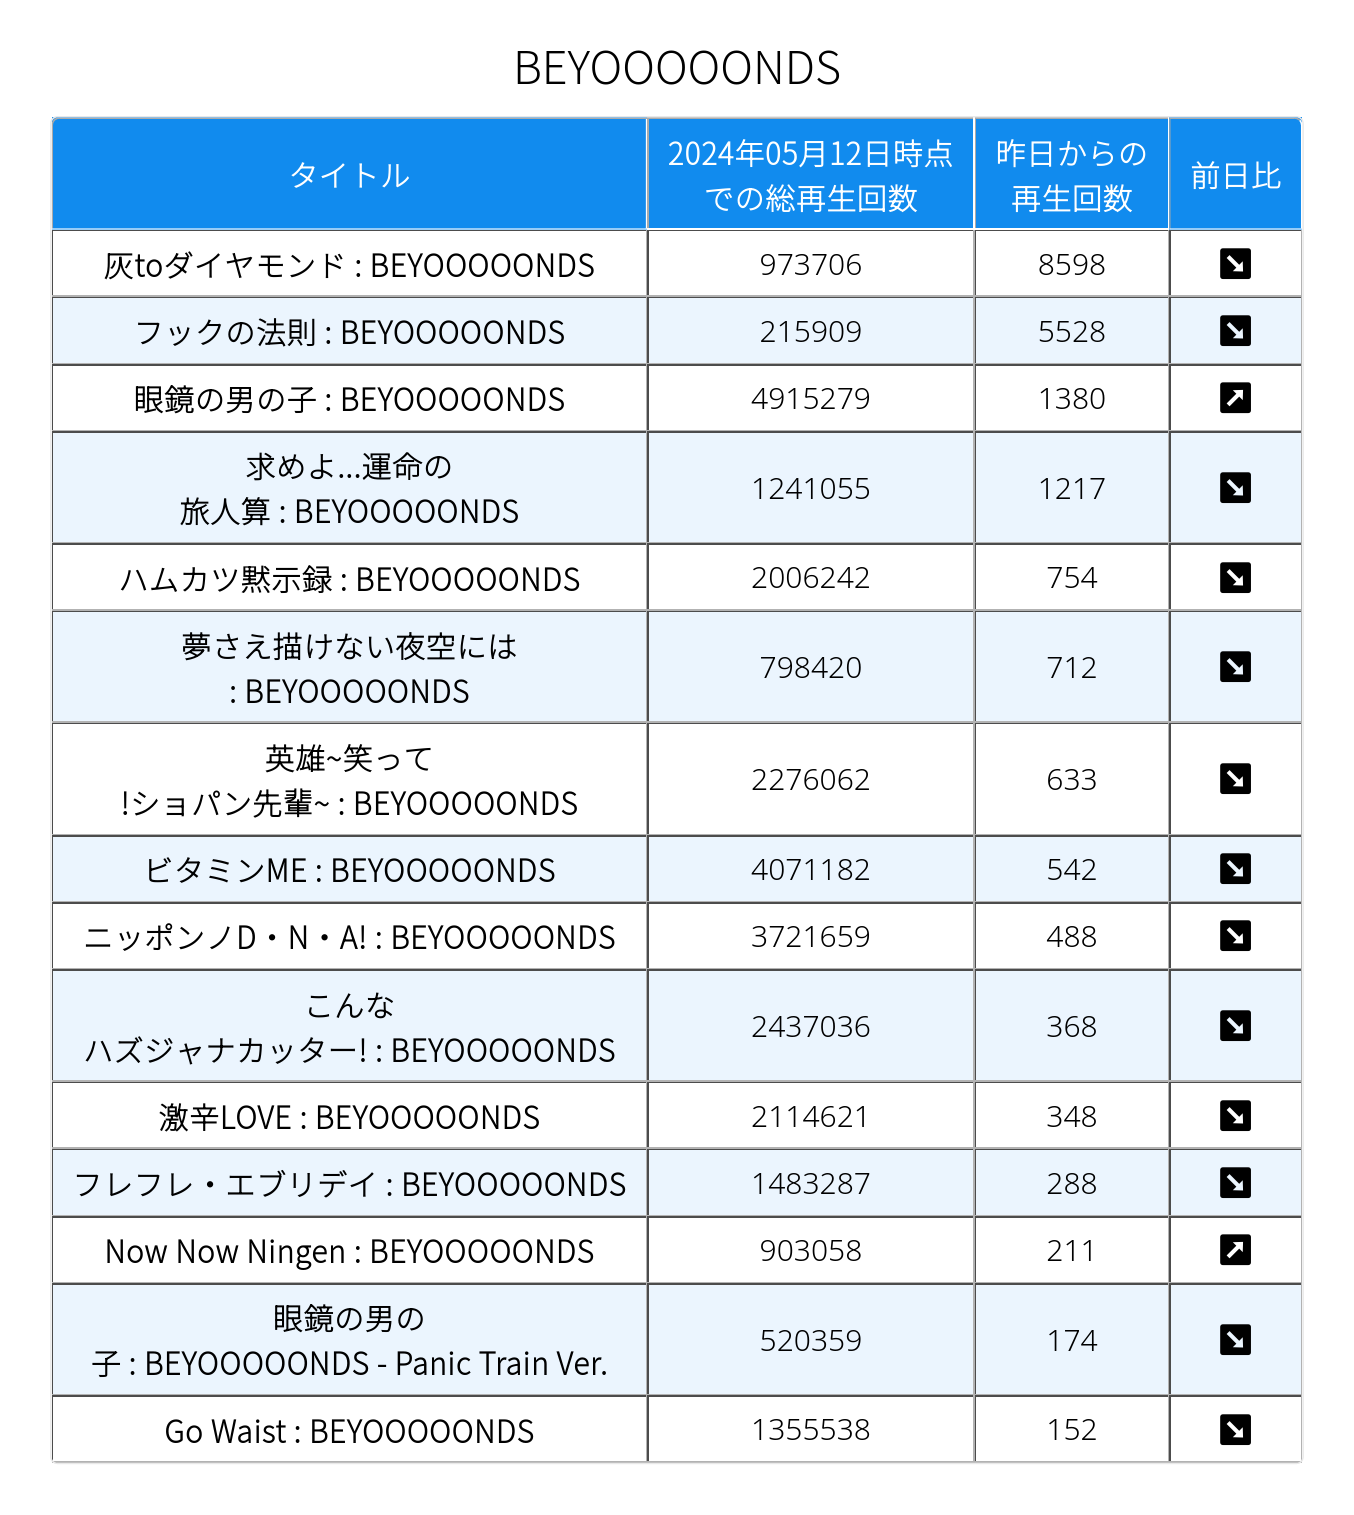 BEYOOOOONDS
タイトル
2024年05月12日時点
での総再生回数
昨日からの
再生回数
前日比
灰toダイヤモンド : BEYOOOOONDS
973706
8598
フックの法則 : BEYOOOOONDS
215909
5528
眼鏡の男の子 : BEYOOOOONDS
4915279
1380
求めよ...運命の
旅人算 : BEYOOOOONDS
1241055
1217
ハムカツ黙示録 : BEYOOOOONDS
2006242
754
夢さえ描けない夜空には
: BEYOOOOONDS
798420
712
英雄~笑って
!ショパン先輩~ : BEYOOOOONDS
2276062
633
ビタミンME : BEYOOOOONDS
4071182
542
ニッポンノD・N・A! : BEYOOOOONDS
3721659
488
こんな
ハズジャナカッター! : BEYOOOOONDS
2437036
368
激辛LOVE : BEYOOOOONDS
2114621
348
フレフレ・エブリデイ : BEYOOOOONDS
1483287
288
Now Now Ningen : BEYOOOOONDS
903058
211
眼鏡の男の
子 : BEYOOOOONDS - Panic Train Ver.
520359
174
Go Waist : BEYOOOOONDS
1355538
152